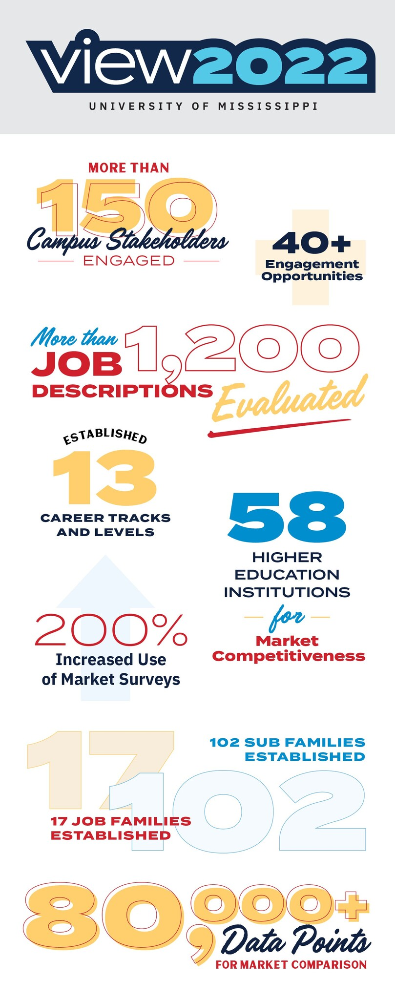 view2022
UNIVERSITY OF MISSISSIPPI
MORE THAN
150
Campus Stakeholders
ENGAGED
40+
Engagement
Opportunities
More than
1,200
JOB
DESCRIPTIONS
Evaluated
ESTABLISHED
13
CAREER TRACKS
AND LEVELS
58
HIGHER
EDUCATION
INSTITUTIONS
for
Market
Competitiveness
200%
Increased Use
of Market Surveys
17
17 JOB FAMILIES
ESTABLISHED
102 SUB FAMILIES
ESTABLISHED
102
80,000+
Data Points
FOR MARKET COMPARISON